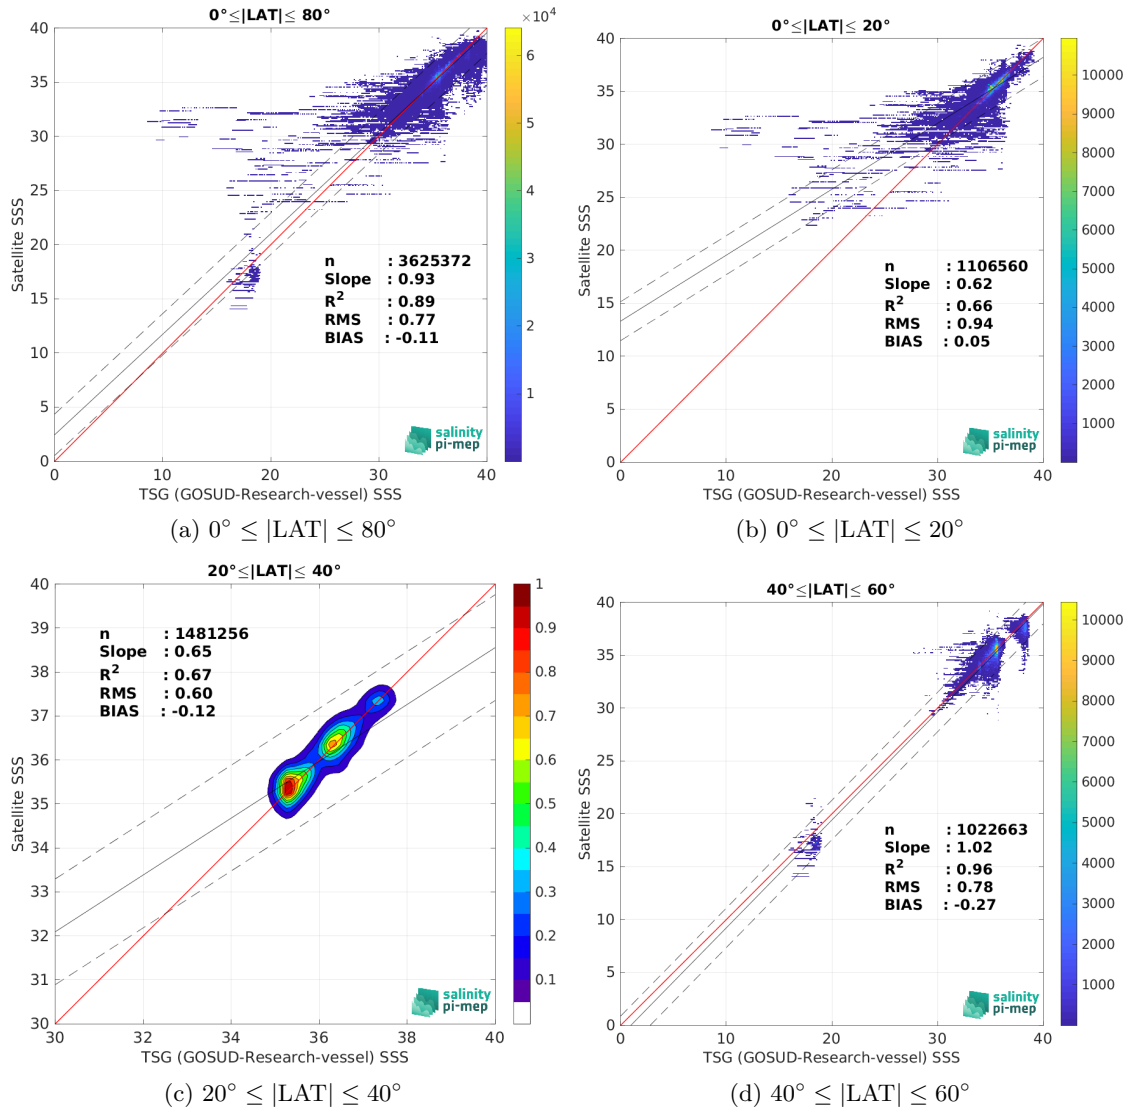 0°≤|LAT|≤ 80°
×10⁴
40
35
30
25
20
15
10
5
0
0
10
20
30
40
4
3
2
1
Satellite SSS
n : 3625372
Slope : 0.93
R² : 0.89
RMS : 0.77
BIAS : -0.11
salinity
pi-mep
TSG (GOSUD-Research-vessel) SSS
(a) 0° ≤ |LAT| ≤ 80°
0°≤|LAT|≤ 20°
40
35
30
25
20
15
10
5
0
0
10
20
30
40
10000
9000
8000
7000
6000
5000
4000
3000
2000
1000
Satellite SSS
n : 1106560
Slope : 0.62
R² : 0.66
RMS : 0.94
BIAS : 0.05
salinity
pi-mep
TSG (GOSUD-Research-vessel) SSS
(b) 0° ≤ |LAT| ≤ 20°
20°≤|LAT|≤ 40°
40
39
38
37
36
35
34
33
32
31
30
30
32
34
36
38
40
1
0.9
0.8
0.7
0.6
0.5
0.4
0.3
0.2
0.1
Satellite SSS
n : 1481256
Slope : 0.65
R² : 0.67
RMS : 0.60
BIAS : -0.12
salinity
pi-mep
TSG (GOSUD-Research-vessel) SSS
(c) 20° ≤ |LAT| ≤ 40°
40°≤|LAT|≤ 60°
40
35
30
25
20
15
10
5
0
0
10
20
30
40
10000
9000
8000
7000
6000
5000
4000
3000
2000
1000
Satellite SSS
n : 1022663
Slope : 1.02
R² : 0.96
RMS : 0.78
BIAS : -0.27
salinity
pi-mep
TSG (GOSUD-Research-vessel) SSS
(d) 40° ≤ |LAT| ≤ 60°